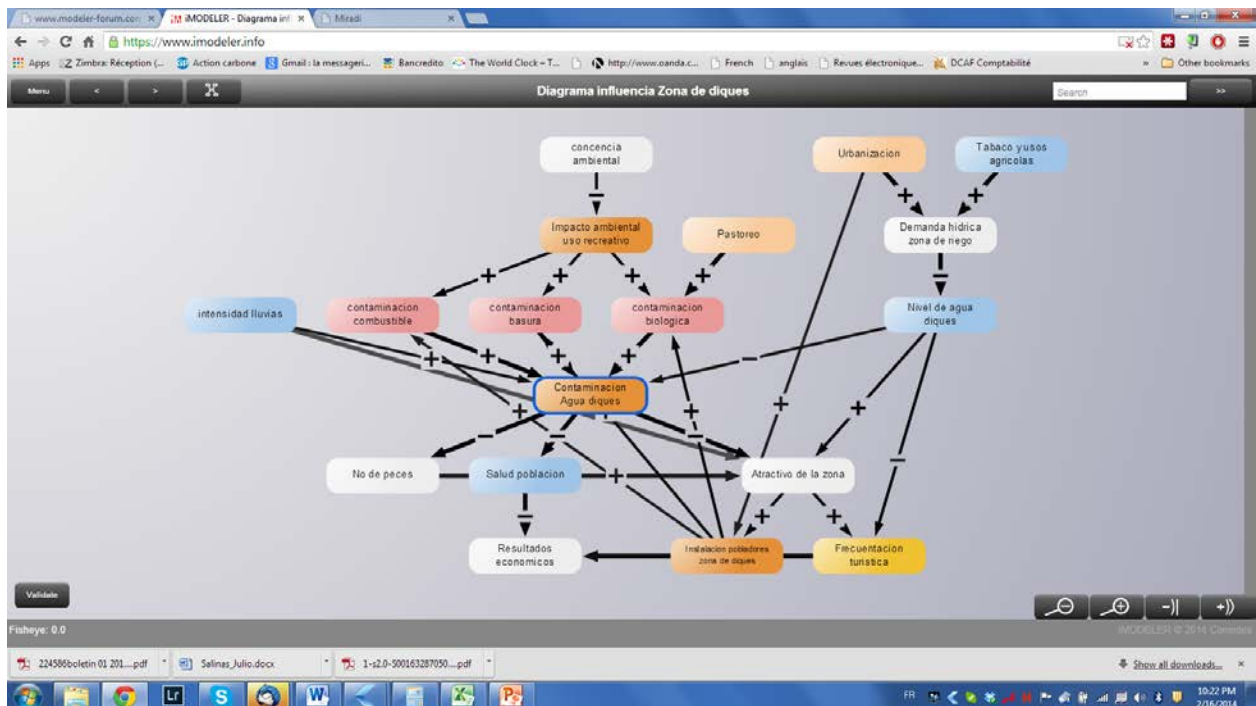 www.modeler-forum.com
iMODELER - Diagrama inf
Miradi
https://www.imodeler.info
Apps
Zimbra: Réception (...
Action carbone
Gmail : la messageri...
Bancredito
The World Clock – T...
http://www.oanda.c...
French
anglais
Revues électronique...
DCAF Comptabilité
»
Other bookmarks
Menu
<
>
Diagrama influencia Zona de diques
Search
>>
concencia
ambiental
Urbanizacion
Tabaco y usos
agricolas
–
+
+
Impacto ambiental
uso recreativo
Pastoreo
Demanda hidrica
zona de riego
+
+
+
+
–
intensidad lluvias
contaminacion
combustible
contaminacion
basura
contaminacion
biologica
Nivel de agua
diques
+
+
+
+
–
Contaminacion
Agua diques
+
+
+
+
–
–
–
–
No de peces
Salud poblacion
+
+
Atractivo de la zona
–
+
+
Resultados
economicos
Instalacion pobladores
zona de diques
Frecuentacion
turistica
Validate
-)|
+))
Fisheye: 0.0
iMODELER © 2014 Consideo
224586boletin 01 201....pdf
Salinas_Julio.docx
1-s2.0-S00163287050....pdf
Show all downloads...
FR
10:22 PM
2/16/2014